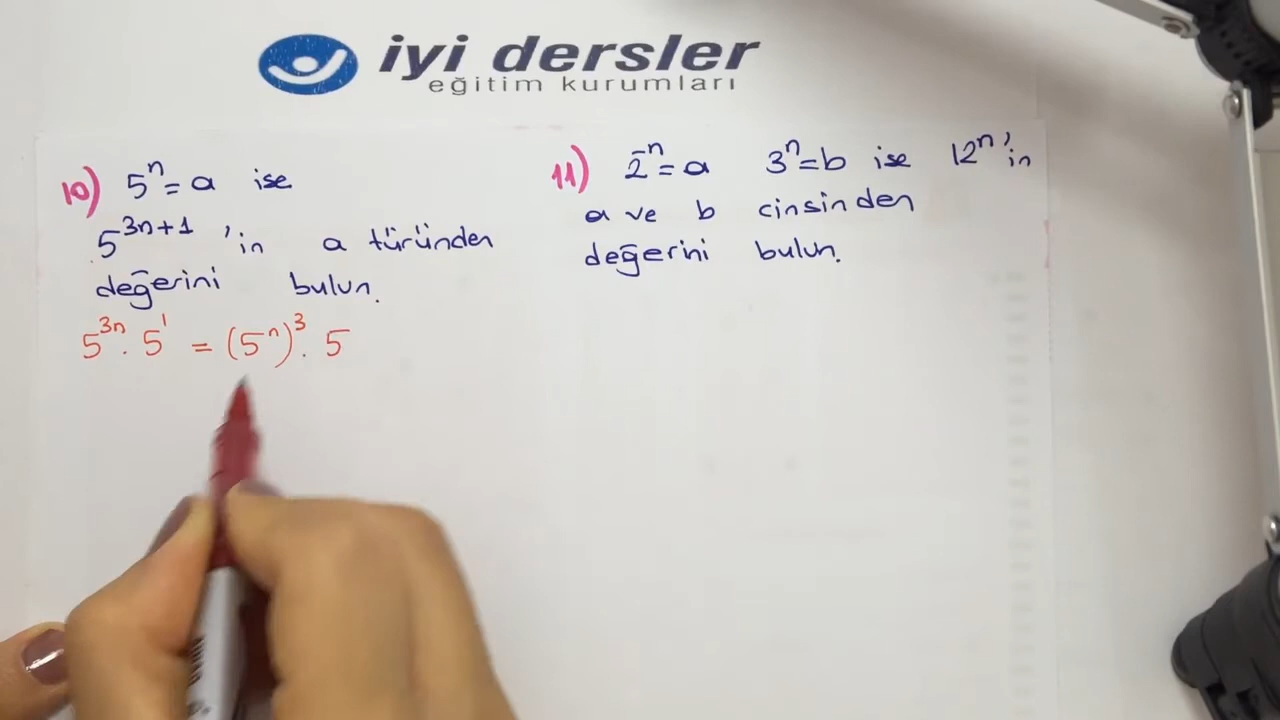 iyi dersler
eğitim kurumları
10) 5ⁿ = a ise
5³ⁿ⁺¹ 'in a türünden
değerini bulun.
5³ⁿ . 5¹ = (5ⁿ)³ . 5
11) 2ⁿ = a 3ⁿ = b ise 12ⁿ'in
a ve b cinsinden
değerini bulun.